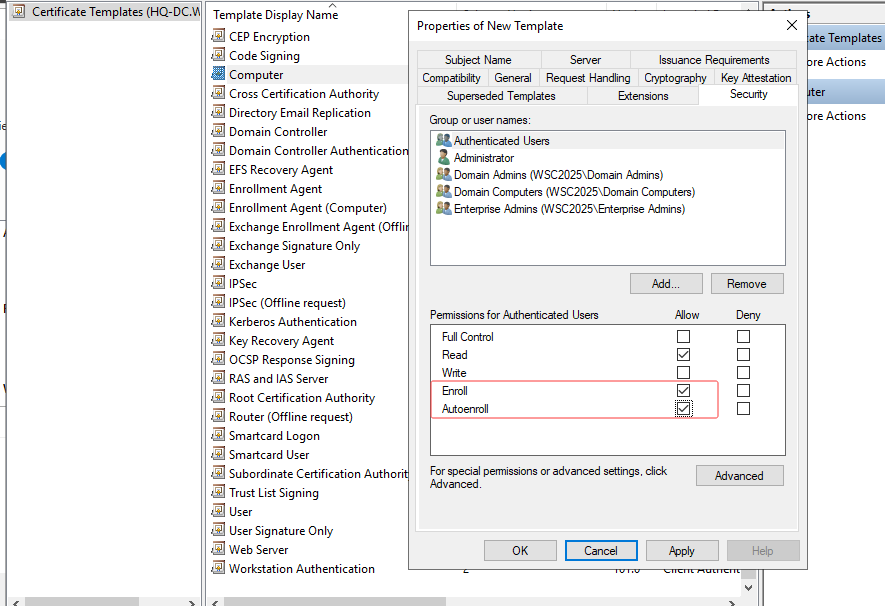 Certificate Templates (HQ-DC.W
Template Display Name
CEP Encryption
Code Signing
Computer
Cross Certification Authority
Directory Email Replication
Domain Controller
Domain Controller Authentication
EFS Recovery Agent
Enrollment Agent
Enrollment Agent (Computer)
Exchange Enrollment Agent (Offlin
Exchange Signature Only
Exchange User
IPSec
IPSec (Offline request)
Kerberos Authentication
Key Recovery Agent
OCSP Response Signing
RAS and IAS Server
Root Certification Authority
Router (Offline request)
Smartcard Logon
Smartcard User
Subordinate Certification Authorit
Trust List Signing
User
User Signature Only
Web Server
Workstation Authentication
Properties of New Template
Subject Name Server Issuance Requirements
Compatibility General Request Handling Cryptography Key Attestation
Superseded Templates Extensions Security
Group or user names:
Authenticated Users
Administrator
Domain Admins (WSC2025\Domain Admins)
Domain Computers (WSC2025\Domain Computers)
Enterprise Admins (WSC2025\Enterprise Admins)
Add... Remove
Permissions for Authenticated Users Allow Deny
Full Control
Read
Write
Enroll
Autoenroll
For special permissions or advanced settings, click
Advanced.
Advanced
OK Cancel Apply Help
cate Templates
ore Actions
uter
ore Actions